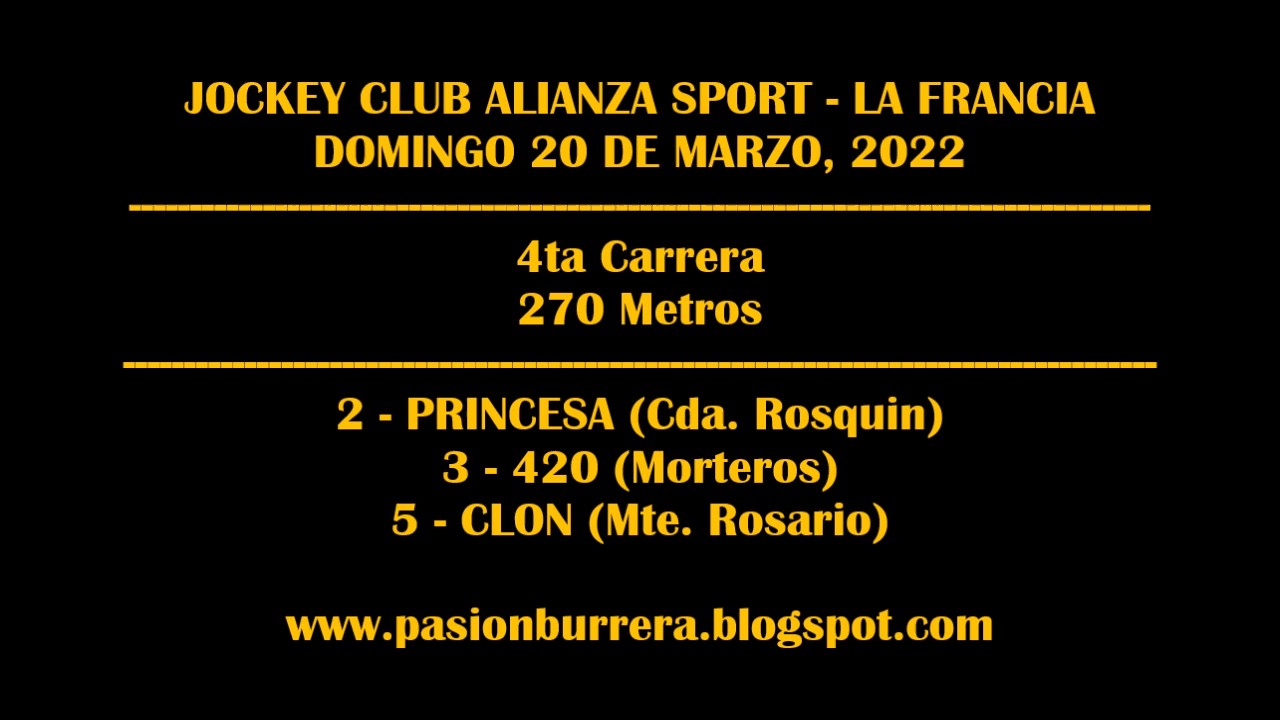 JOCKEY CLUB ALIANZA SPORT - LA FRANCIA
DOMINGO 20 DE MARZO, 2022
4ta Carrera
270 Metros
2 - PRINCESA (Cda. Rosquin)
3 - 420 (Morteros)
5 - CLON (Mte. Rosario)
www.pasionburrera.blogspot.com